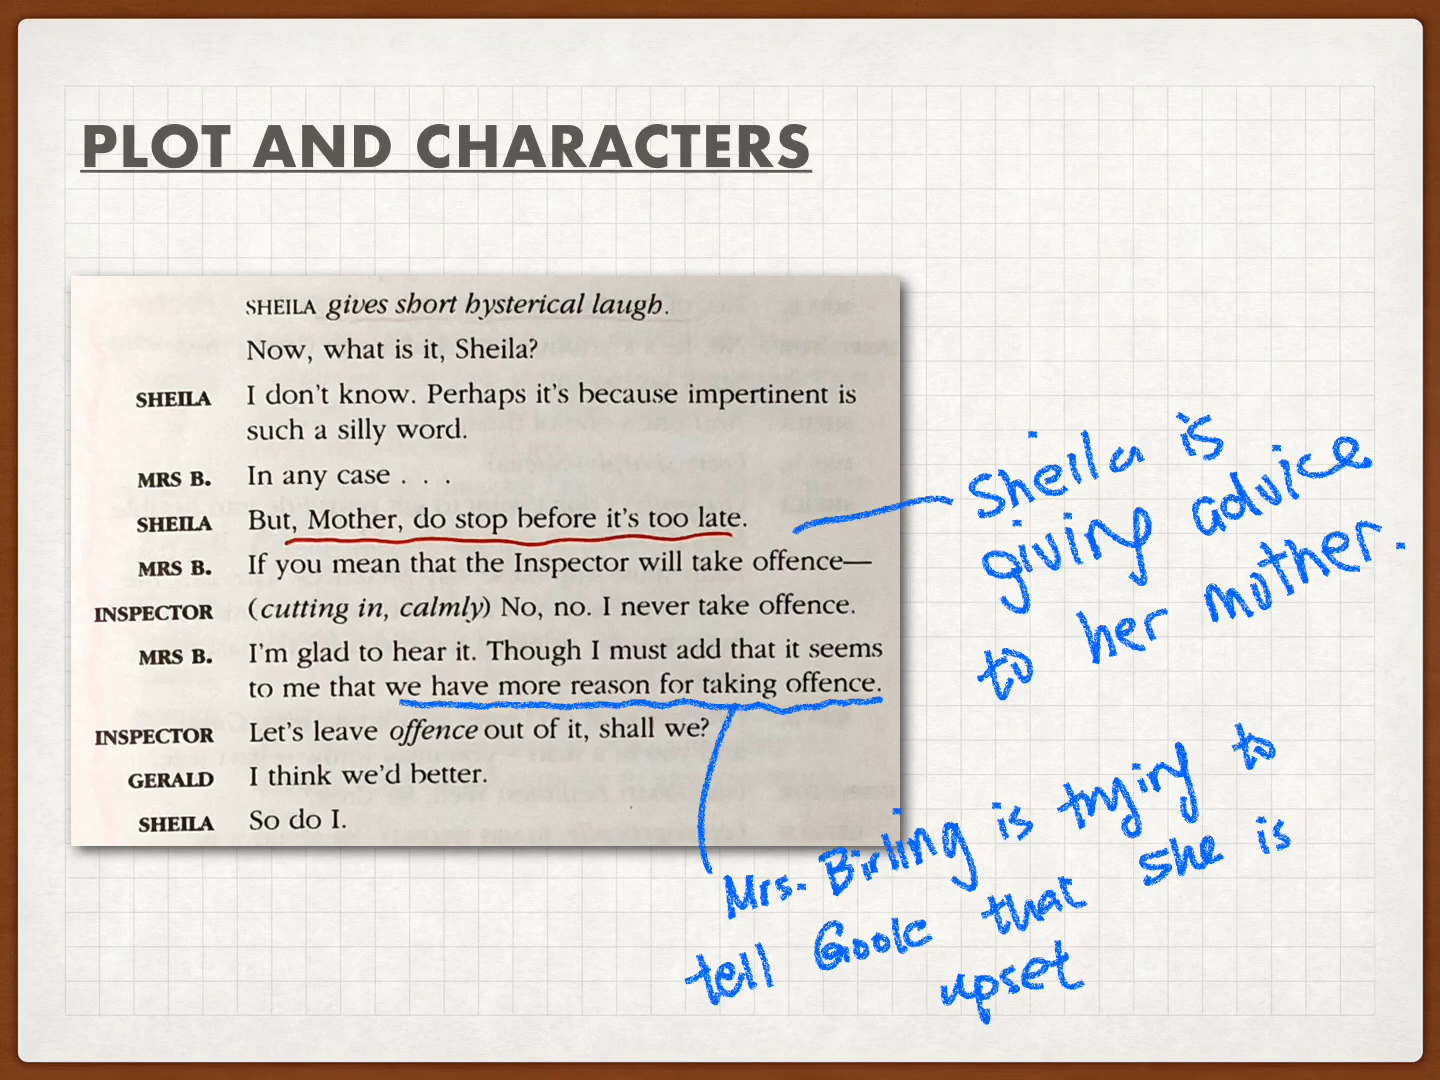 PLOT AND CHARACTERS
SHEILA gives short hysterical laugh.
Now, what is it, Sheila?
SHEILA I don't know. Perhaps it's because impertinent is
such a silly word.
MRS B. In any case . . .
SHEILA But, Mother, do stop before it's too late.
MRS B. If you mean that the Inspector will take offence—
INSPECTOR (cutting in, calmly) No, no. I never take offence.
MRS B. I'm glad to hear it. Though I must add that it seems
to me that we have more reason for taking offence.
INSPECTOR Let's leave offence out of it, shall we?
GERALD I think we'd better.
SHEILA So do I.
Sheila is
giving advice
to her mother.
Mrs. Birling is trying to
tell Goole that she is
upset